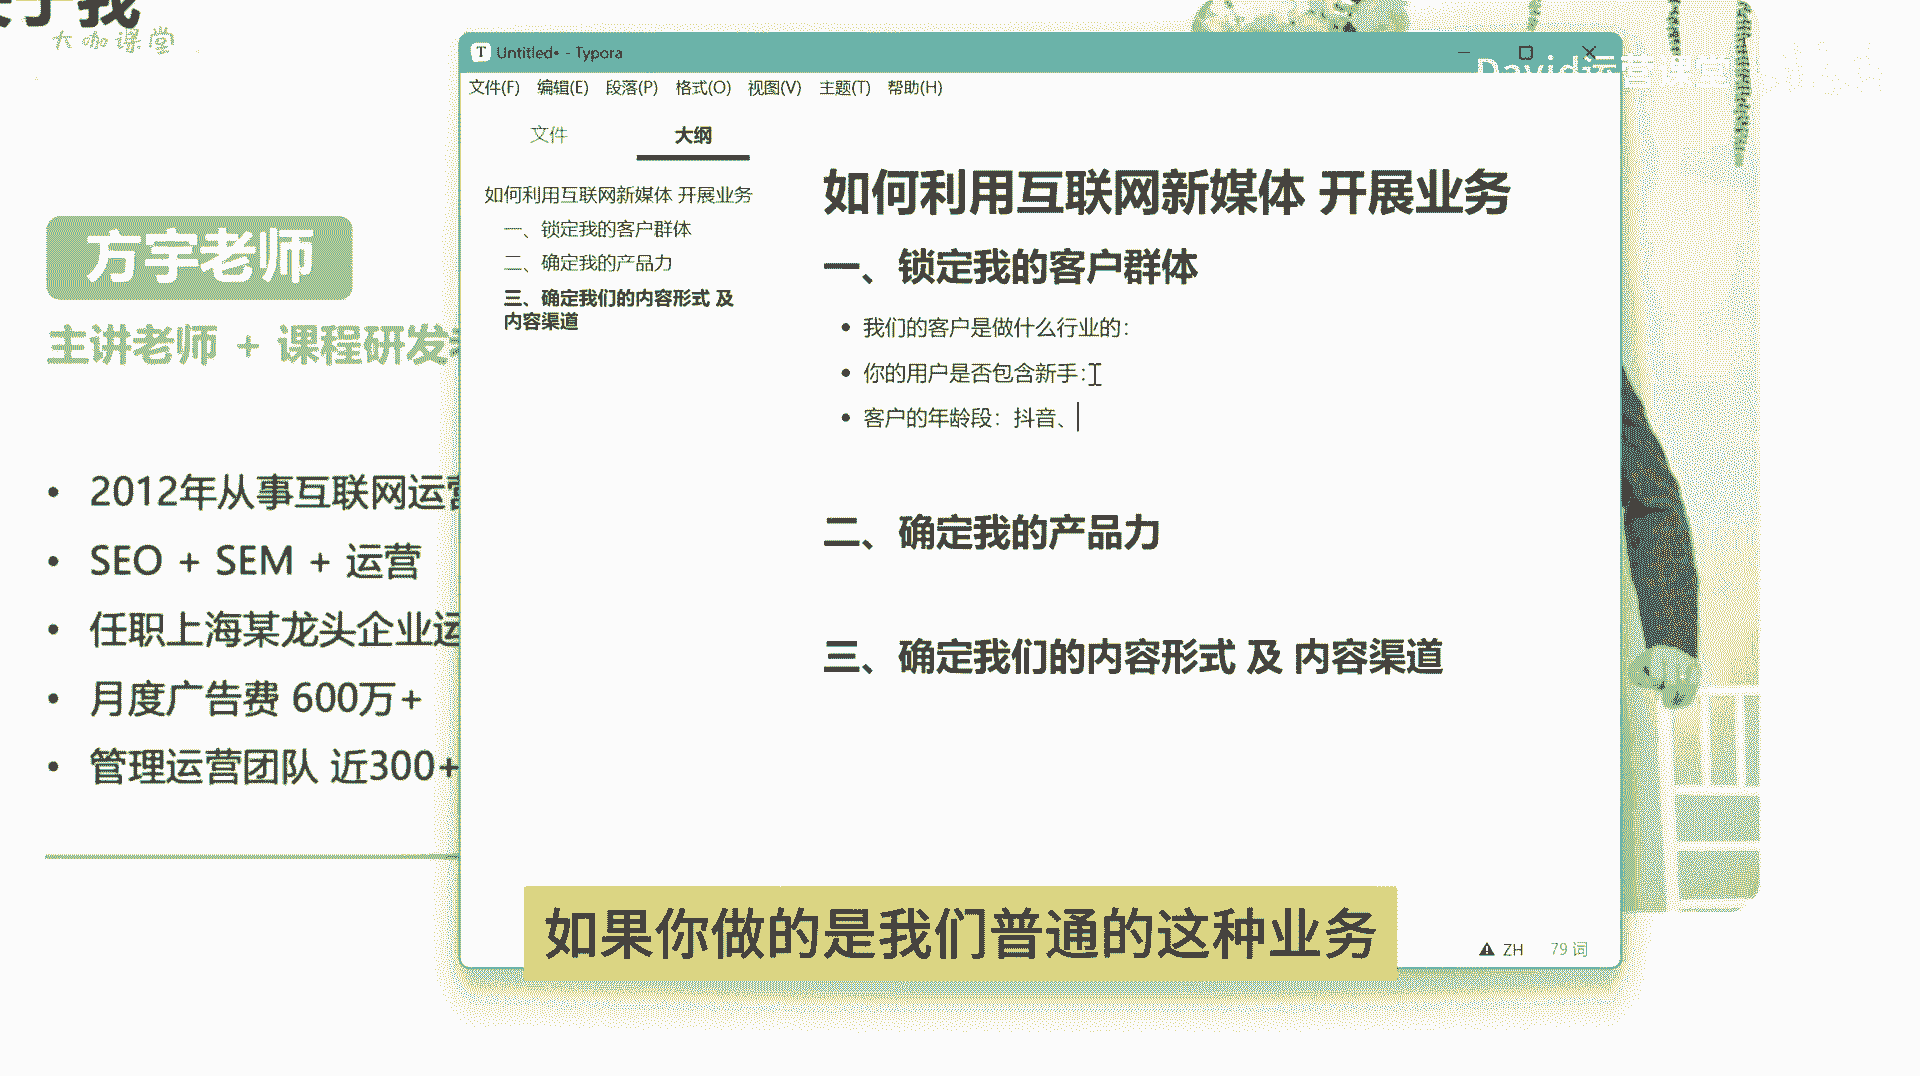 大咖课堂
方宇老师
主讲老师 + 课程研发
2012年从事互联网运营
SEO + SEM + 运营
任职上海某龙头企业运
月度广告费 600万+
管理运营团队 近300+
Untitled• - Typora
David运营课堂
文件(F) 编辑(E) 段落(P) 格式(O) 视图(V) 主题(T) 帮助(H)
文件 大纲
如何利用互联网新媒体 开展业务
一、锁定我的客户群体
二、确定我的产品力
三、确定我们的内容形式 及
内容渠道
如何利用互联网新媒体 开展业务
一、锁定我的客户群体
我们的客户是做什么行业的：
你的用户是否包含新手：
客户的年龄段：抖音、
二、确定我的产品力
三、确定我们的内容形式 及 内容渠道
ZH 79 词
如果你做的是我们普通的这种业务